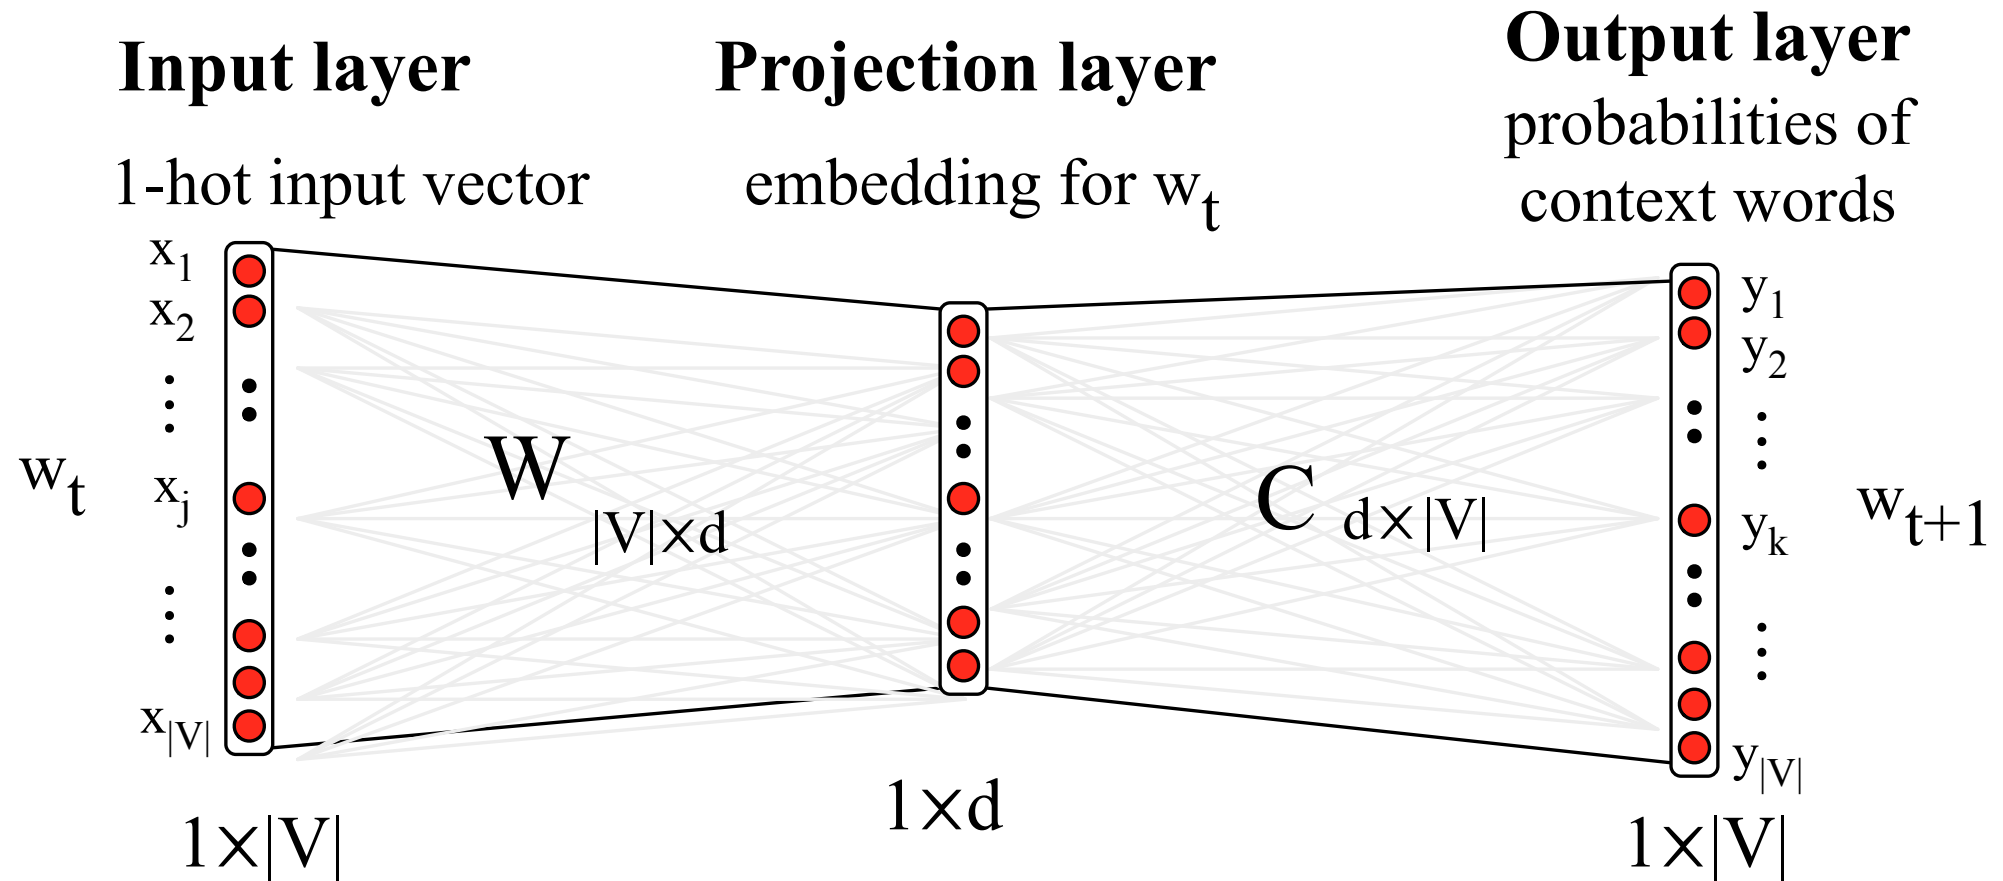 Input layer
1-hot input vector
Projection layer
embedding for wt
Output layer
probabilities of
context words
x1
x2
⋮
xj
⋮
x|V|
wt
W |V|×d
C d×|V|
y1
y2
⋮
yk
⋮
y|V|
wt+1
1×|V|
1×d
1×|V|